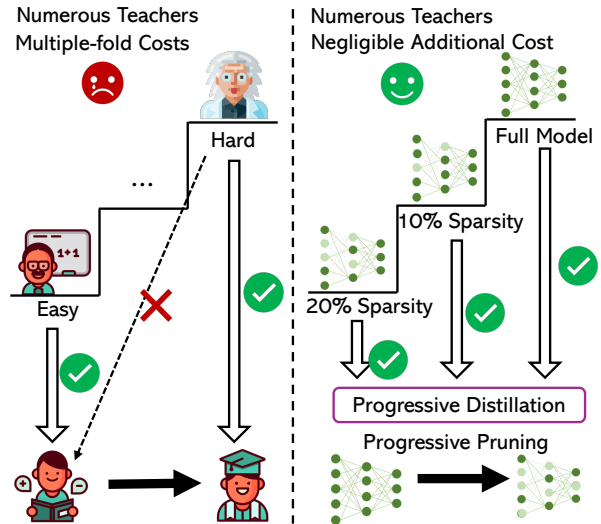 Numerous Teachers
Multiple-fold Costs
Hard
...
1+1
Easy
+
−
Numerous Teachers
Negligible Additional Cost
Full Model
10% Sparsity
20% Sparsity
Progressive Distillation
Progressive Pruning